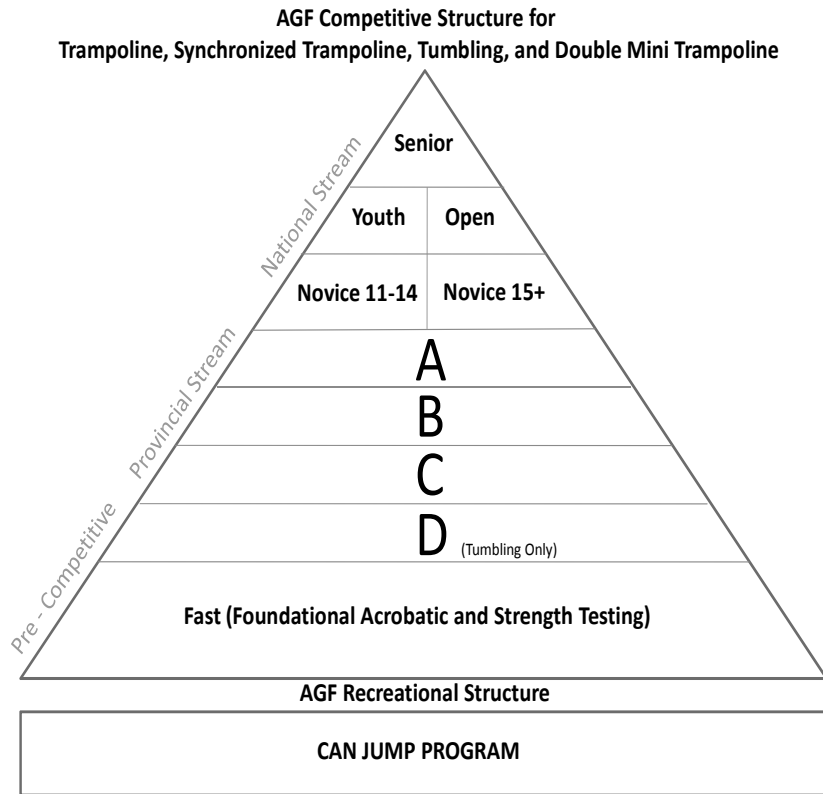 AGF Competitive Structure for
Trampoline, Synchronized Trampoline, Tumbling, and Double Mini Trampoline
National Stream
Senior
Youth Open
Novice 11-14 Novice 15+
Provincial Stream
A
B
C
D (Tumbling Only)
Pre - Competitive
Fast (Foundational Acrobatic and Strength Testing)
AGF Recreational Structure
CAN JUMP PROGRAM